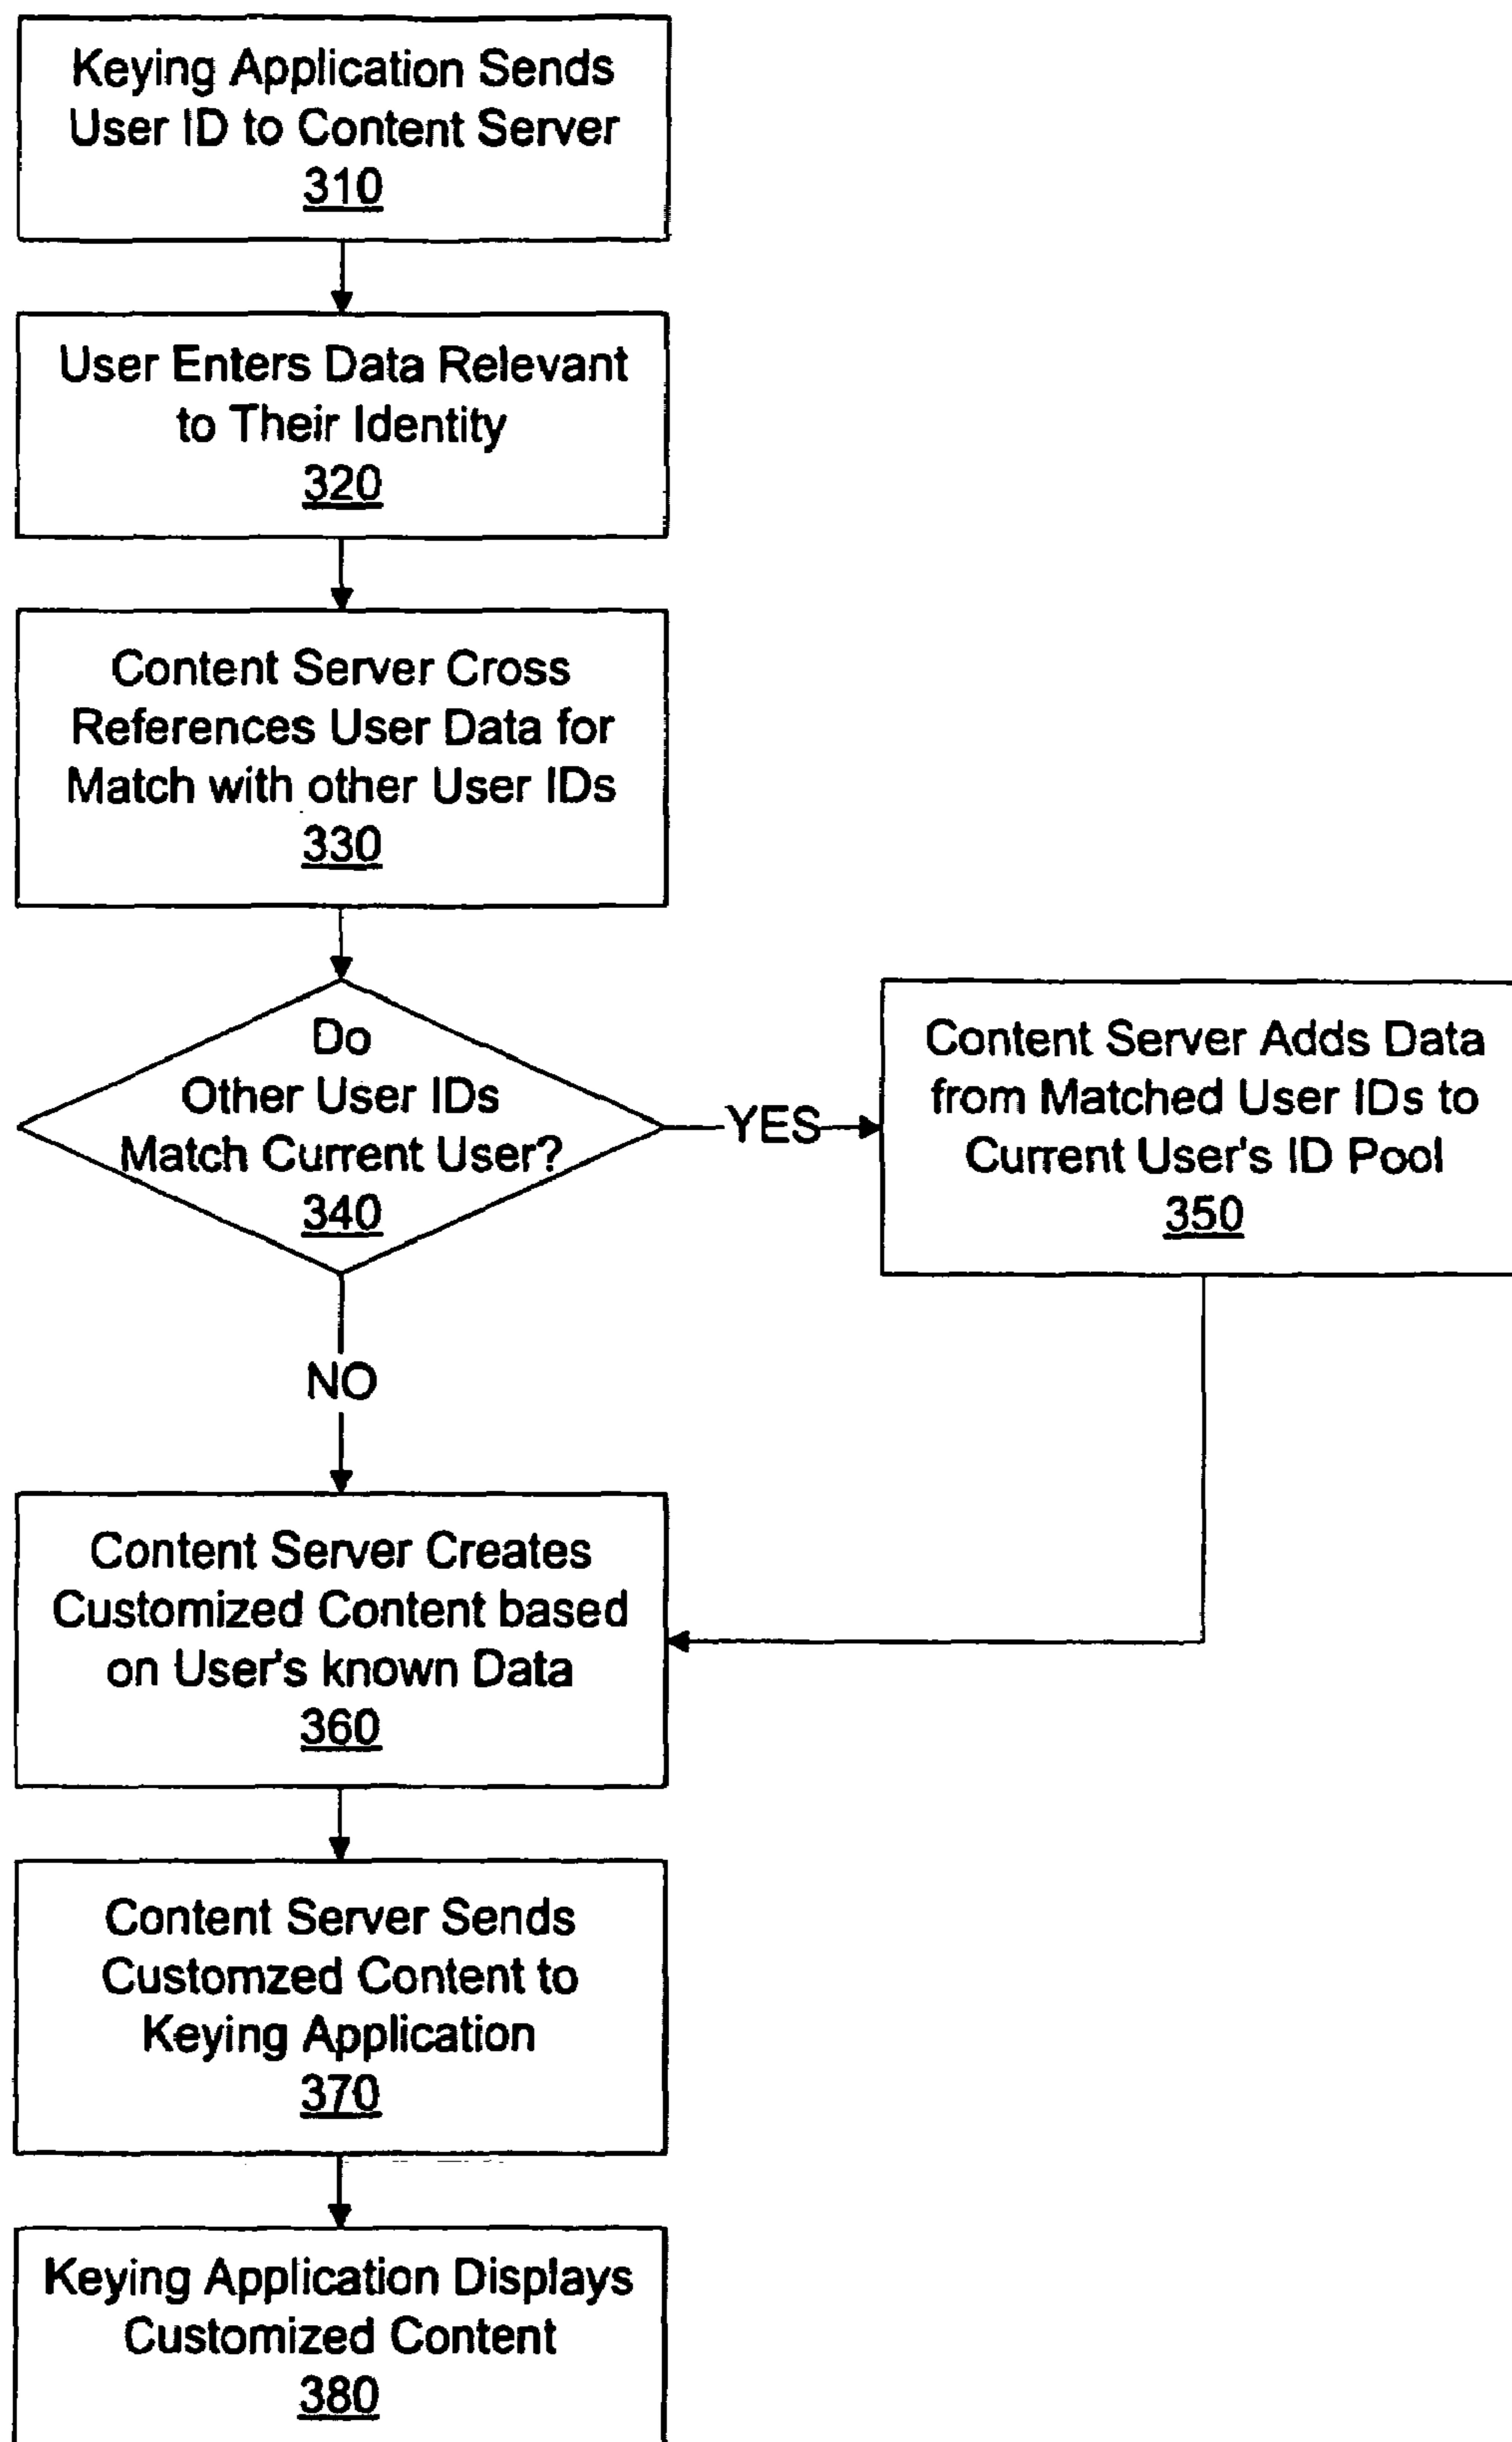 Keying Application Sends
User ID to Content Server
310
User Enters Data Relevant
to Their Identity
320
Content Server Cross
References User Data for
Match with other User IDs
330
Do
Other User IDs
Match Current User?
340
YES
Content Server Adds Data
from Matched User IDs to
Current User's ID Pool
350
NO
Content Server Creates
Customized Content based
on User's known Data
360
Content Server Sends
Customzed Content to
Keying Application
370
Keying Application Displays
Customized Content
380